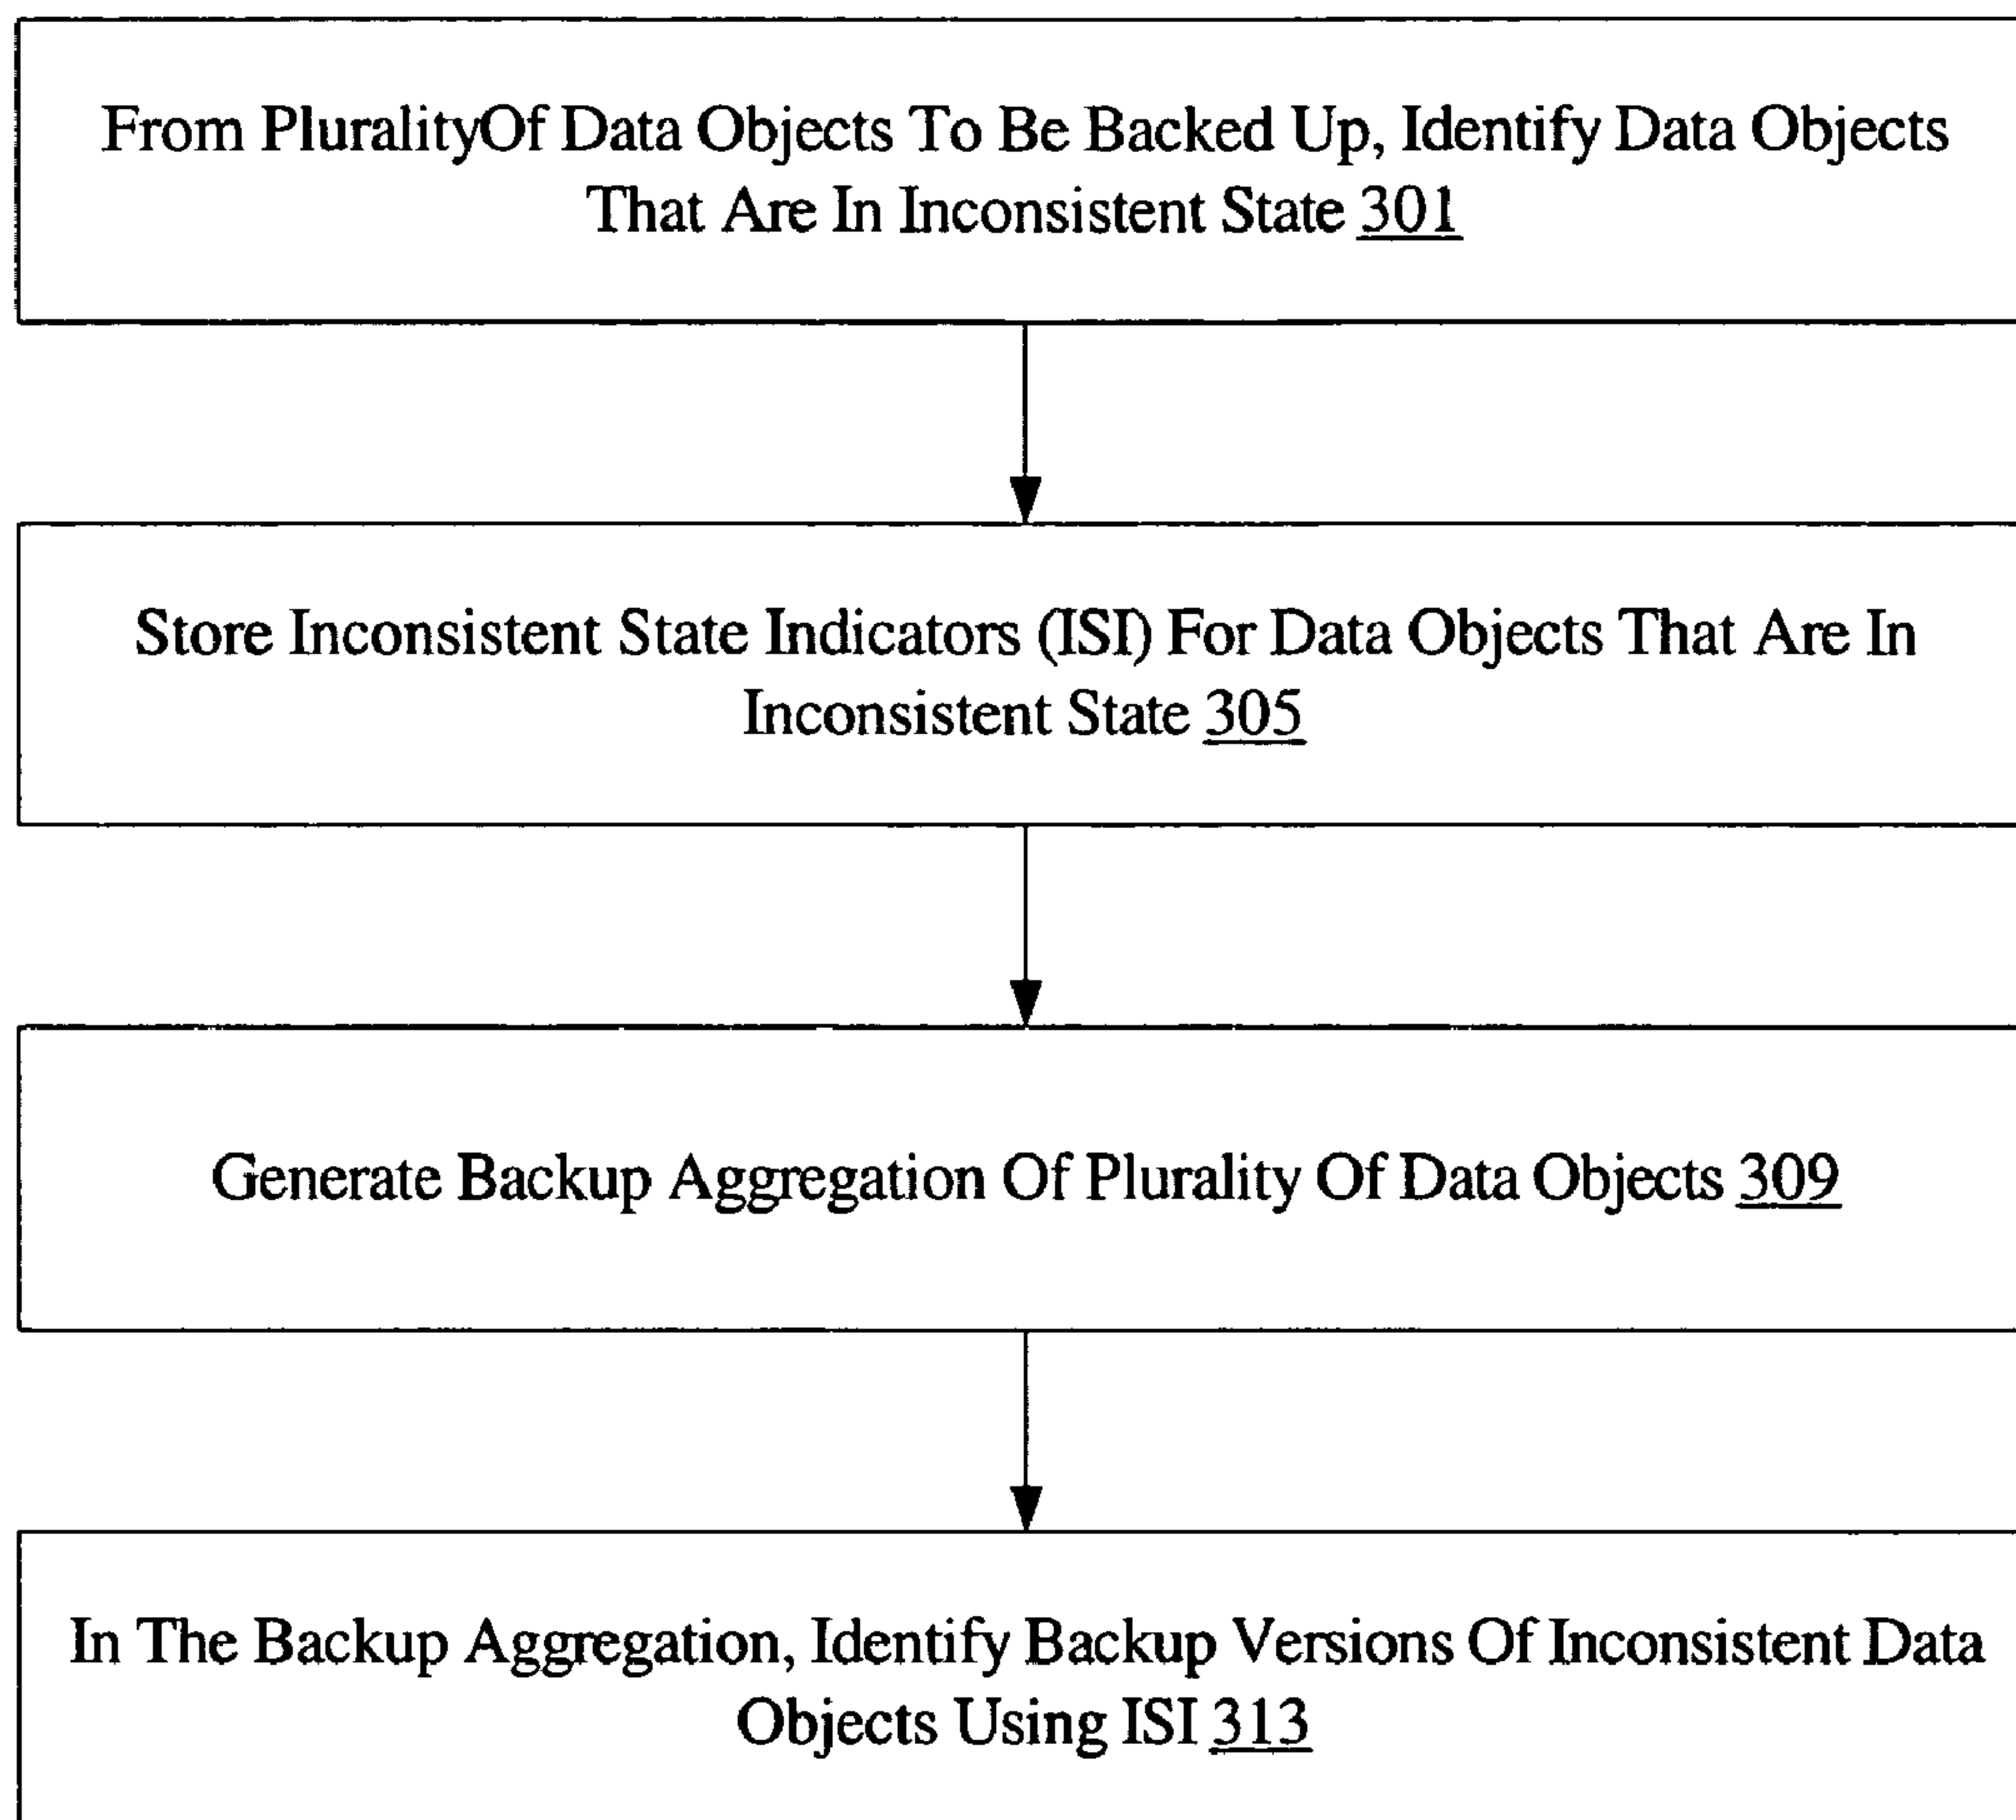 From PluralityOf Data Objects To Be Backed Up, Identify Data Objects
That Are In Inconsistent State 301
Store Inconsistent State Indicators (ISI) For Data Objects That Are In
Inconsistent State 305
Generate Backup Aggregation Of Plurality Of Data Objects 309
In The Backup Aggregation, Identify Backup Versions Of Inconsistent Data
Objects Using ISI 313